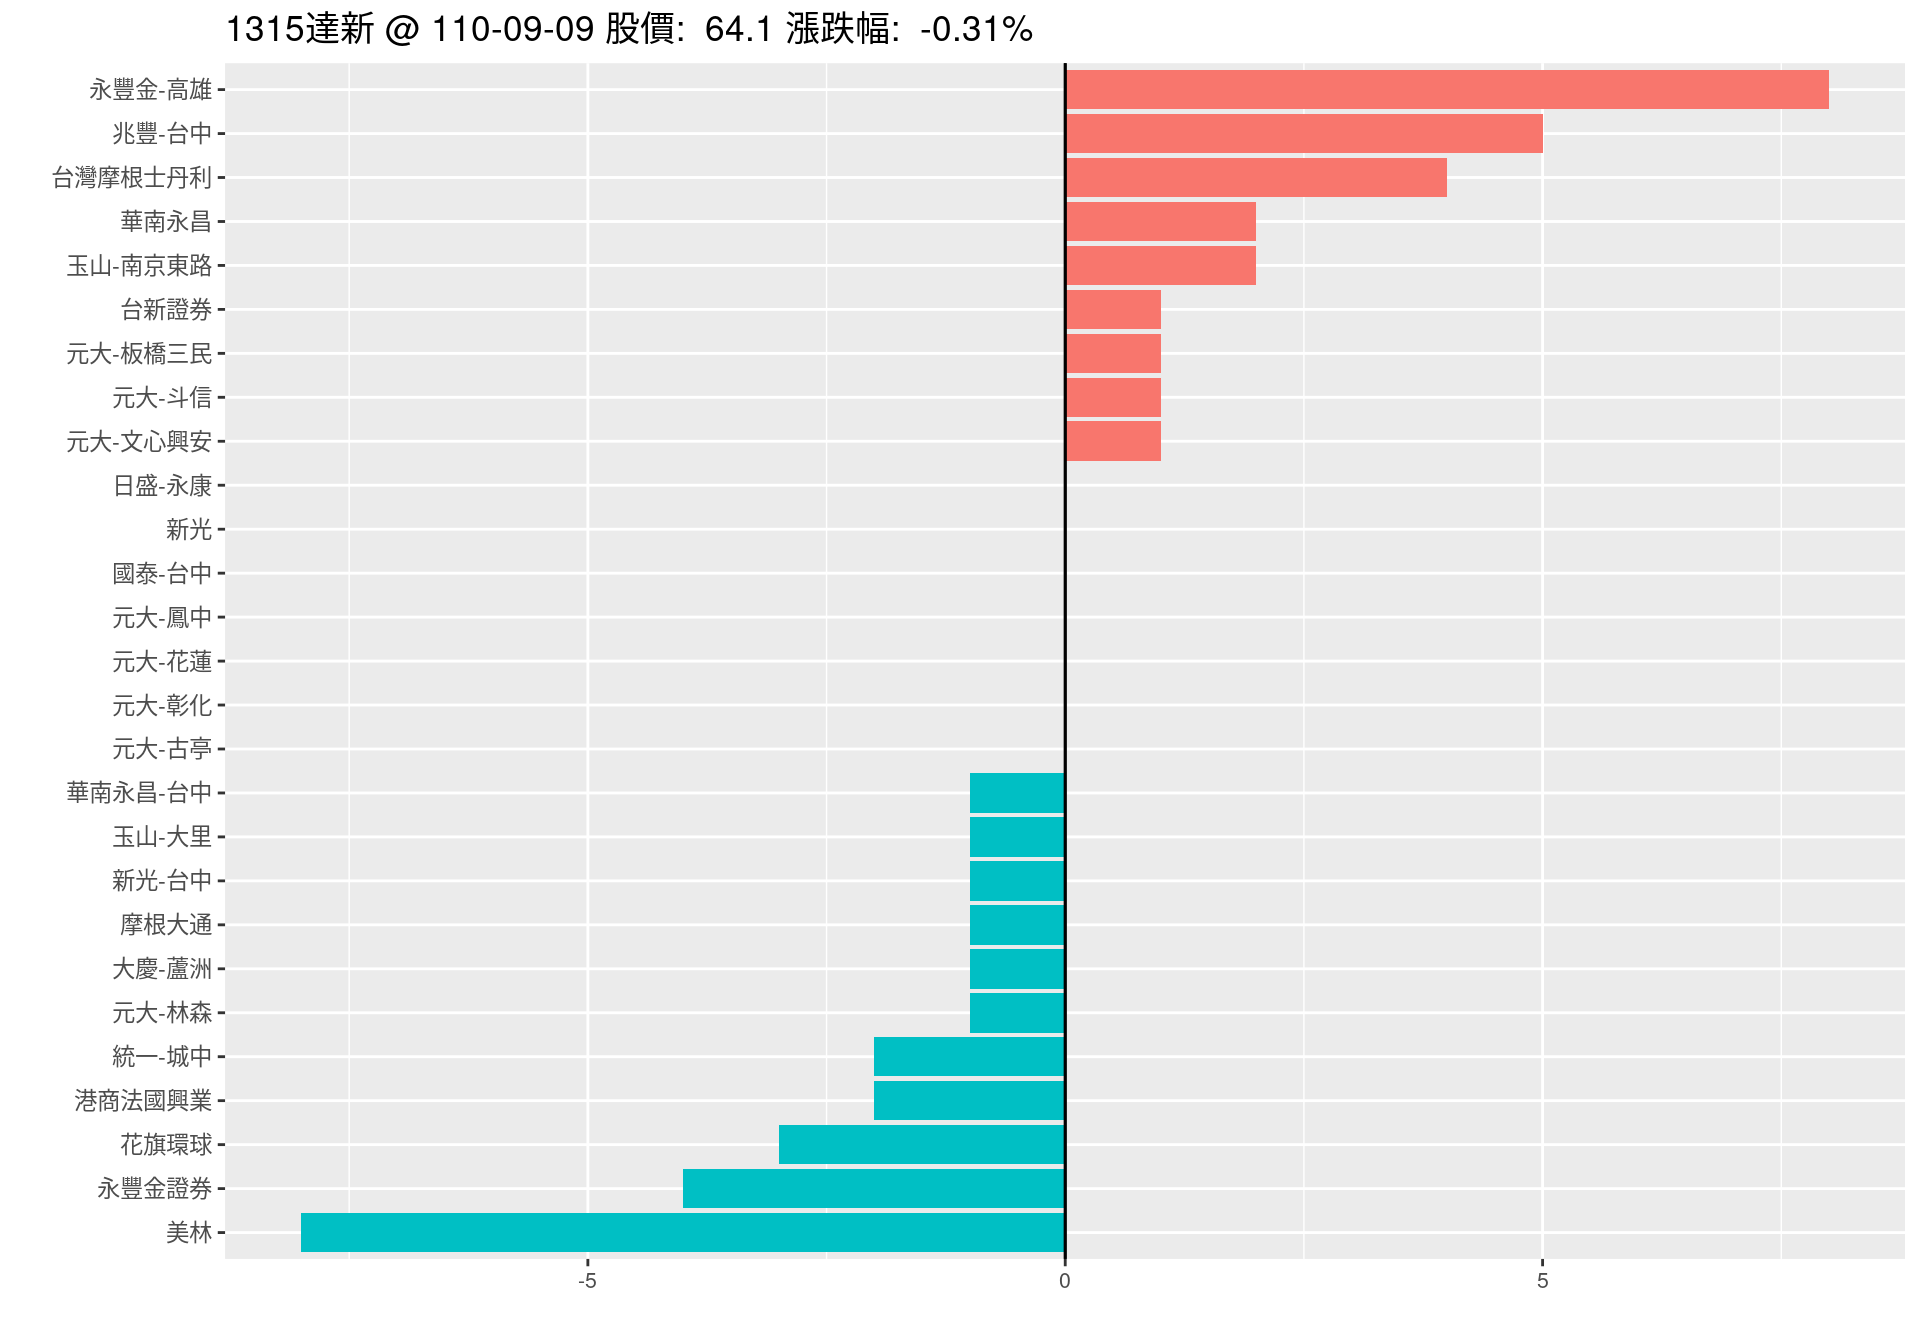 1315達新 @ 110-09-09 股價: 64.1 漲跌幅: -0.31%
永豐金-高雄
兆豐-台中
台灣摩根士丹利
華南永昌
玉山-南京東路
台新證券
元大-板橋三民
元大-斗信
元大-文心興安
日盛-永康
新光
國泰-台中
元大-鳳中
元大-花蓮
元大-彰化
元大-古亭
華南永昌-台中
玉山-大里
新光-台中
摩根大通
大慶-蘆洲
元大-林森
統一-城中
港商法國興業
花旗環球
永豐金證券
美林
-5 0 5